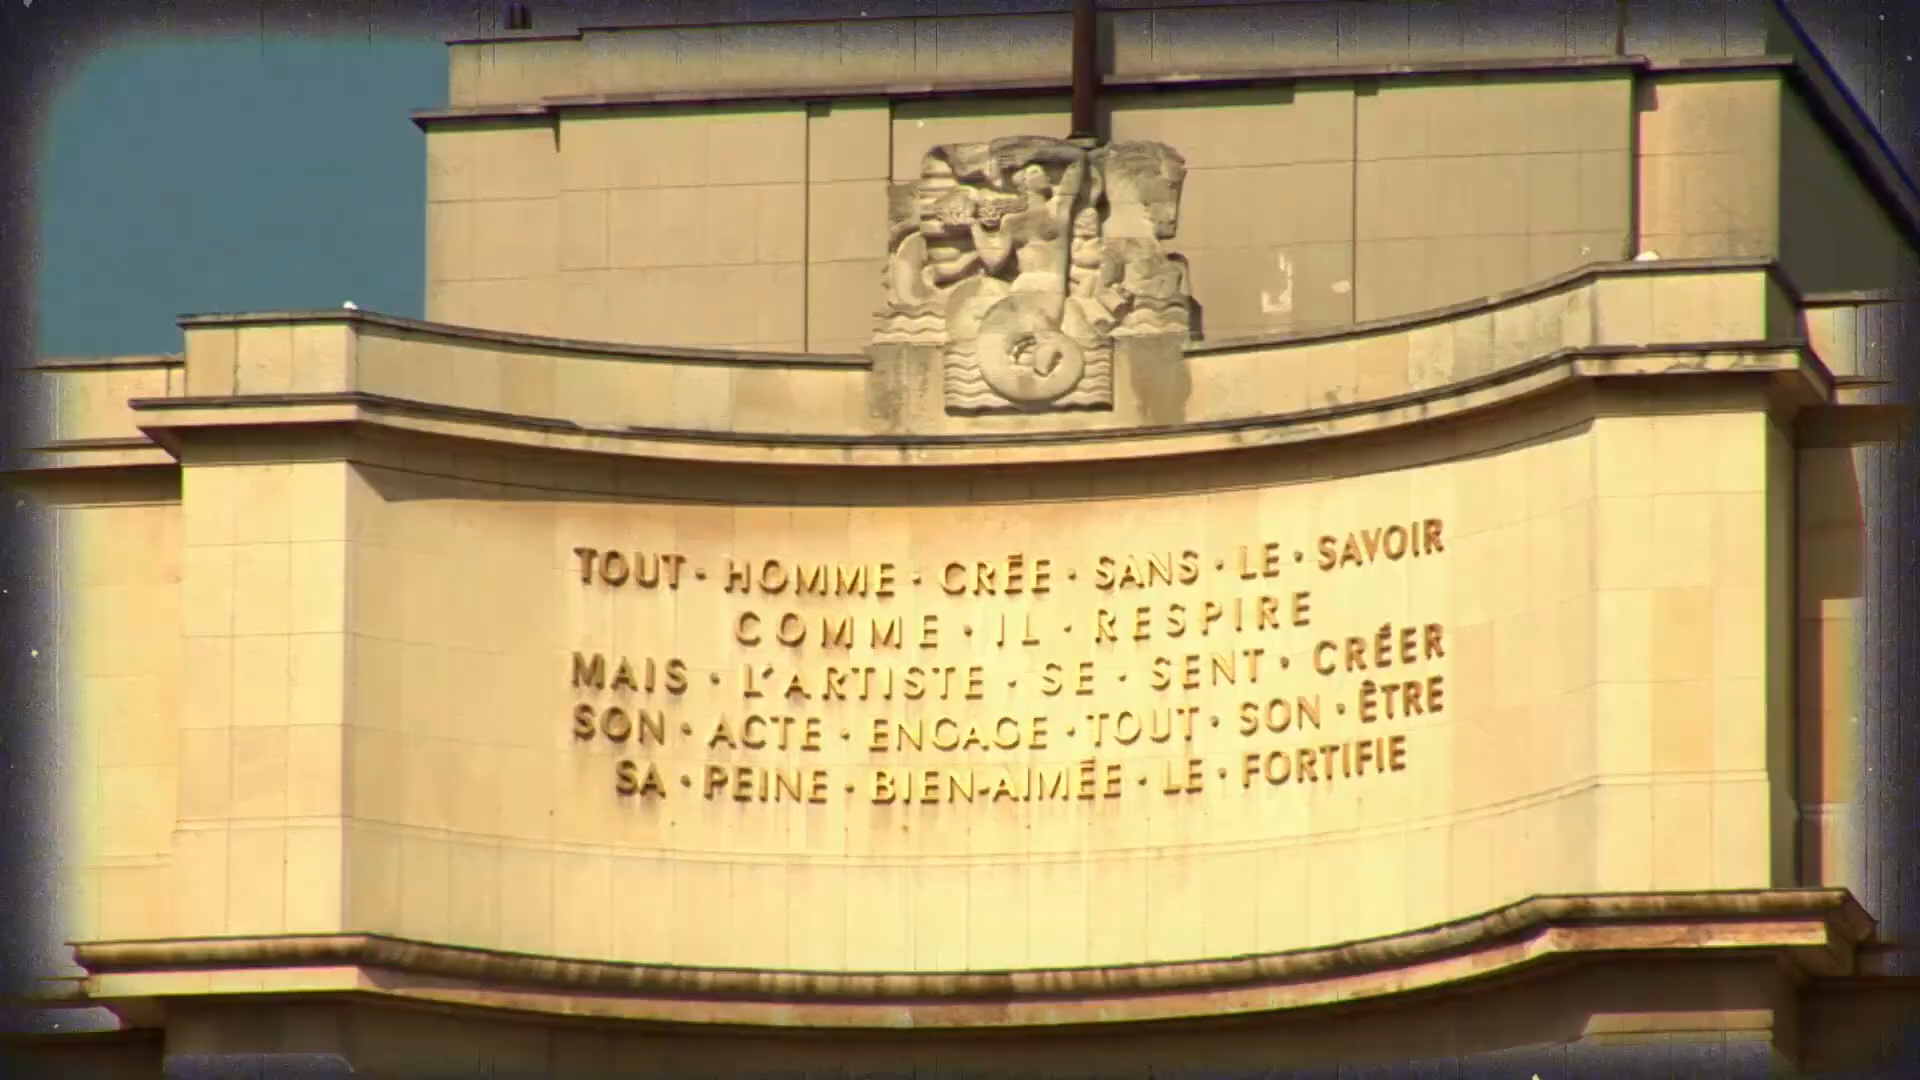 TOUT · HOMME · CRÉE · SANS · LE · SAVOIR
COMME · IL · RESPIRE
MAIS · L'ARTISTE · SE · SENT · CRÉER
SON · ACTE · ENGAGE · TOUT · SON · ÊTRE
SA · PEINE · BIEN-AIMÉE · LE · FORTIFIE